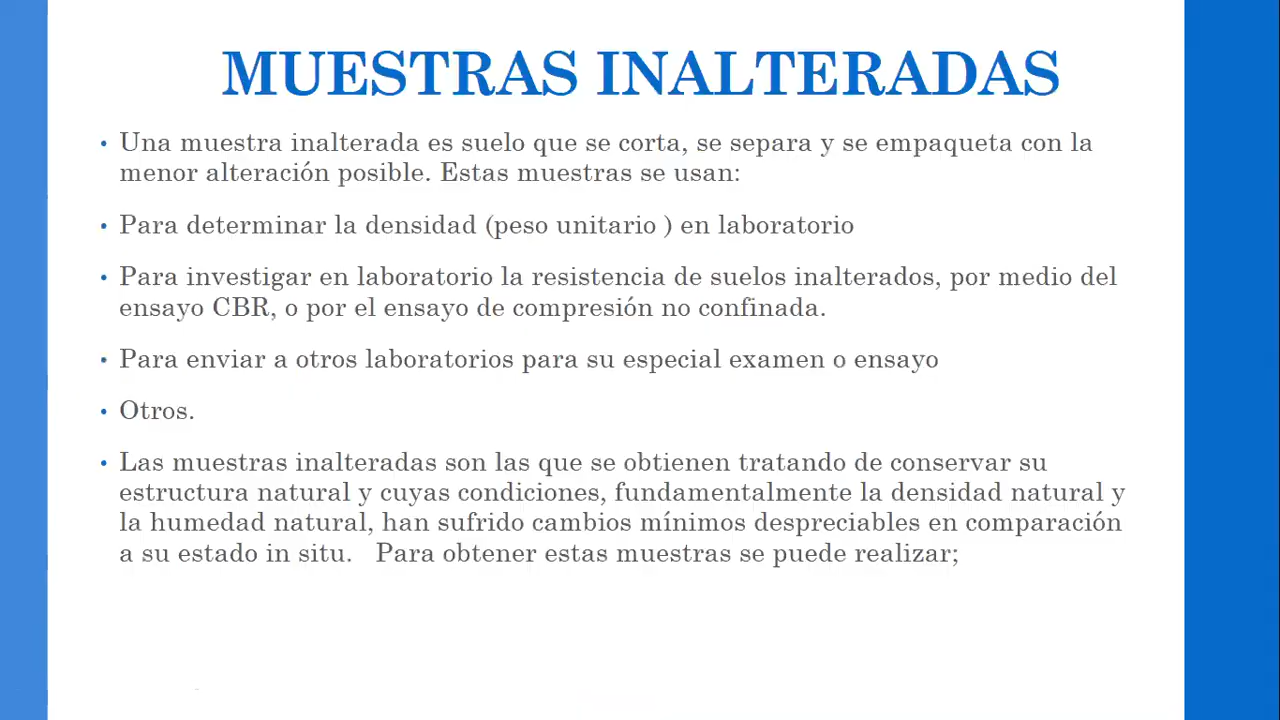 MUESTRAS INALTERADAS
• Una muestra inalterada es suelo que se corta, se separa y se empaqueta con la
menor alteración posible. Estas muestras se usan:
• Para determinar la densidad (peso unitario ) en laboratorio
• Para investigar en laboratorio la resistencia de suelos inalterados, por medio del
ensayo CBR, o por el ensayo de compresión no confinada.
• Para enviar a otros laboratorios para su especial examen o ensayo
• Otros.
• Las muestras inalteradas son las que se obtienen tratando de conservar su
estructura natural y cuyas condiciones, fundamentalmente la densidad natural y
la humedad natural, han sufrido cambios mínimos despreciables en comparación
a su estado in situ.   Para obtener estas muestras se puede realizar;